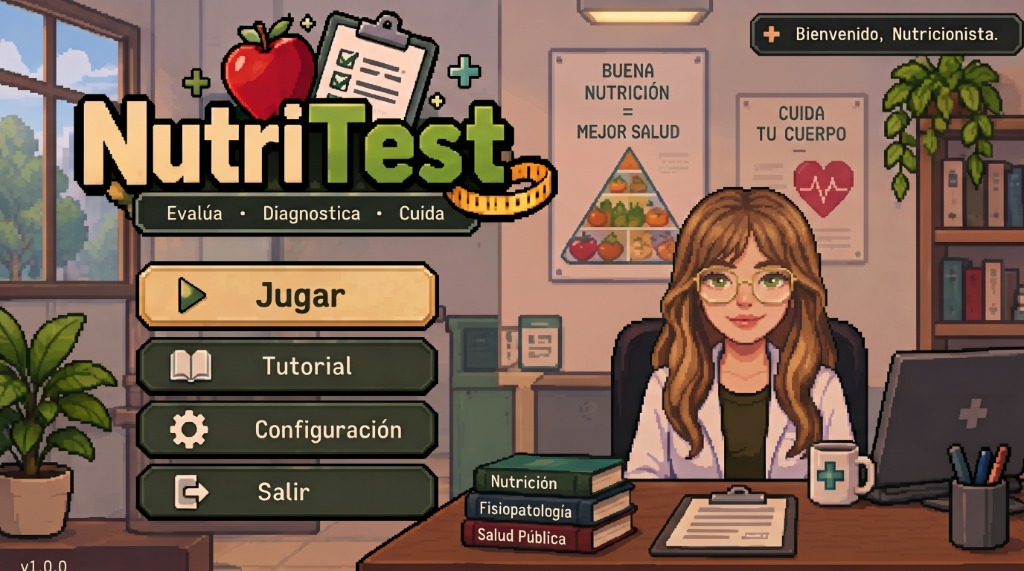 Bienvenido, Nutricionista.
NutriTest
Evalúa • Diagnostica • Cuida
BUENA
NUTRICIÓN
=
MEJOR SALUD
CUIDA
TU CUERPO
Jugar
Tutorial
Configuración
Salir
Nutrición
Fisiopatología
Salud Pública
v1.0.0